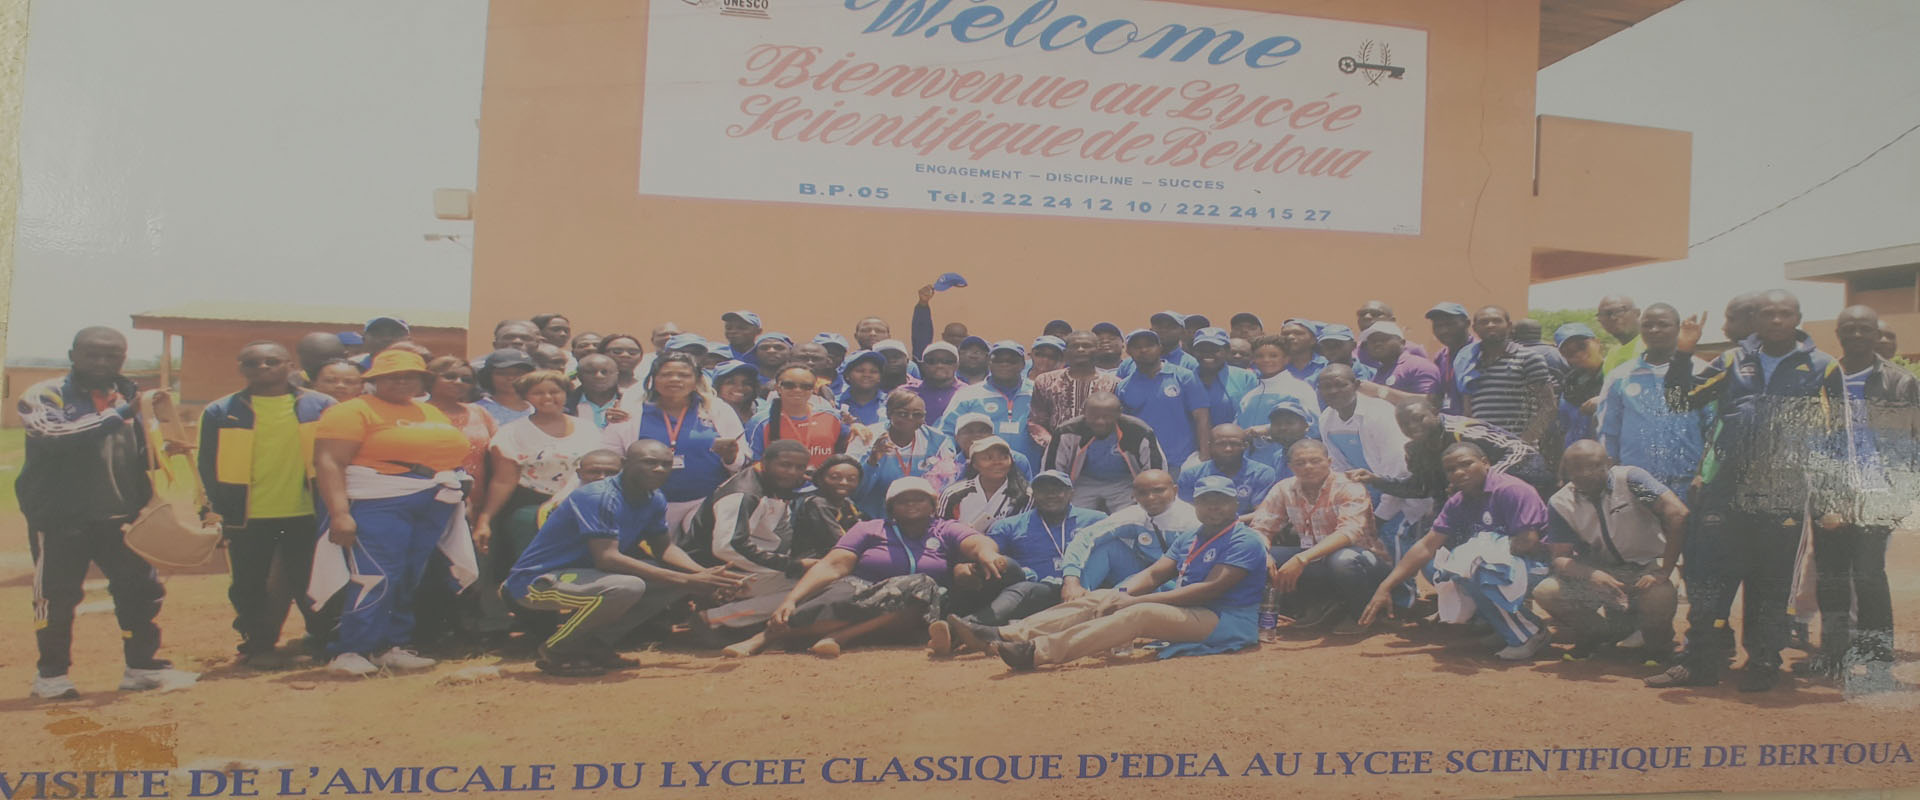 UNESCO
Welcome
Bienvenue au Lycée
Scientifique de Bertoua
ENGAGEMENT – DISCIPLINE – SUCCES
B.P.05 Tél. 2 22 24 12 10 / 222 24 15 27
VISITE DE L'AMICALE DU LYCEE CLASSIQUE D'EDEA AU LYCEE SCIENTIFIQUE DE BERTOUA